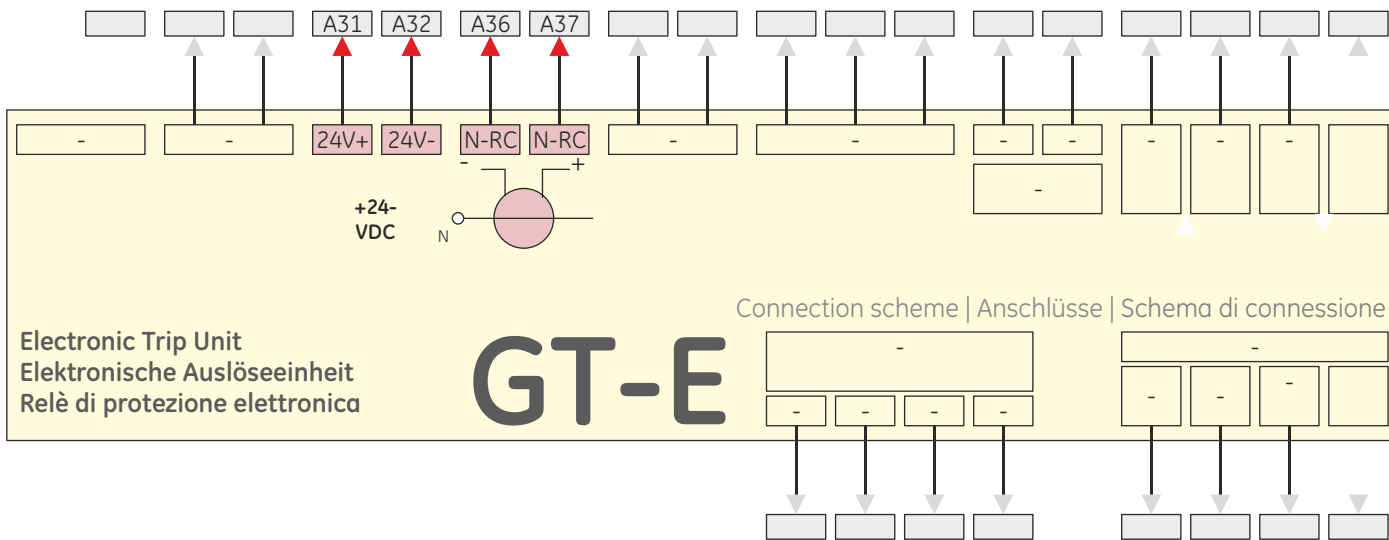 A31 A32 A36 A37
- - 24V+ 24V- N-RC N-RC - - - - - - -
- +
-
+24-
VDC
N
Connection scheme | Anschlüsse | Schema di connessione
Electronic Trip Unit
Elektronische Auslöseeinheit
Relè di protezione elettronica
GT-E
- -
- - - - - - -